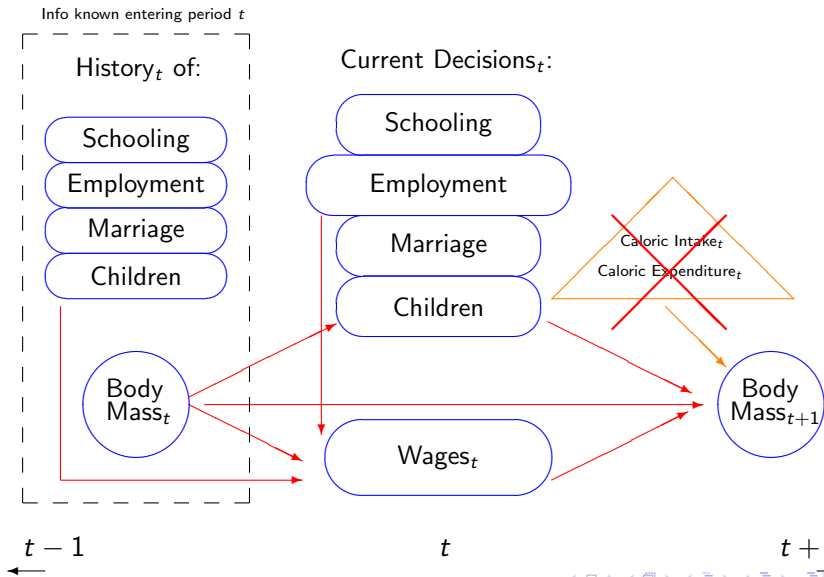 Info known entering period t
History_t of:
Schooling
Employment
Marriage
Children
Body
Mass_t
Current Decisions_t:
Schooling
Employment
Marriage
Children
Wages_t
Caloric Intake_t
Caloric Expenditure_t
Body
Mass_{t+1}
t − 1
t
t +